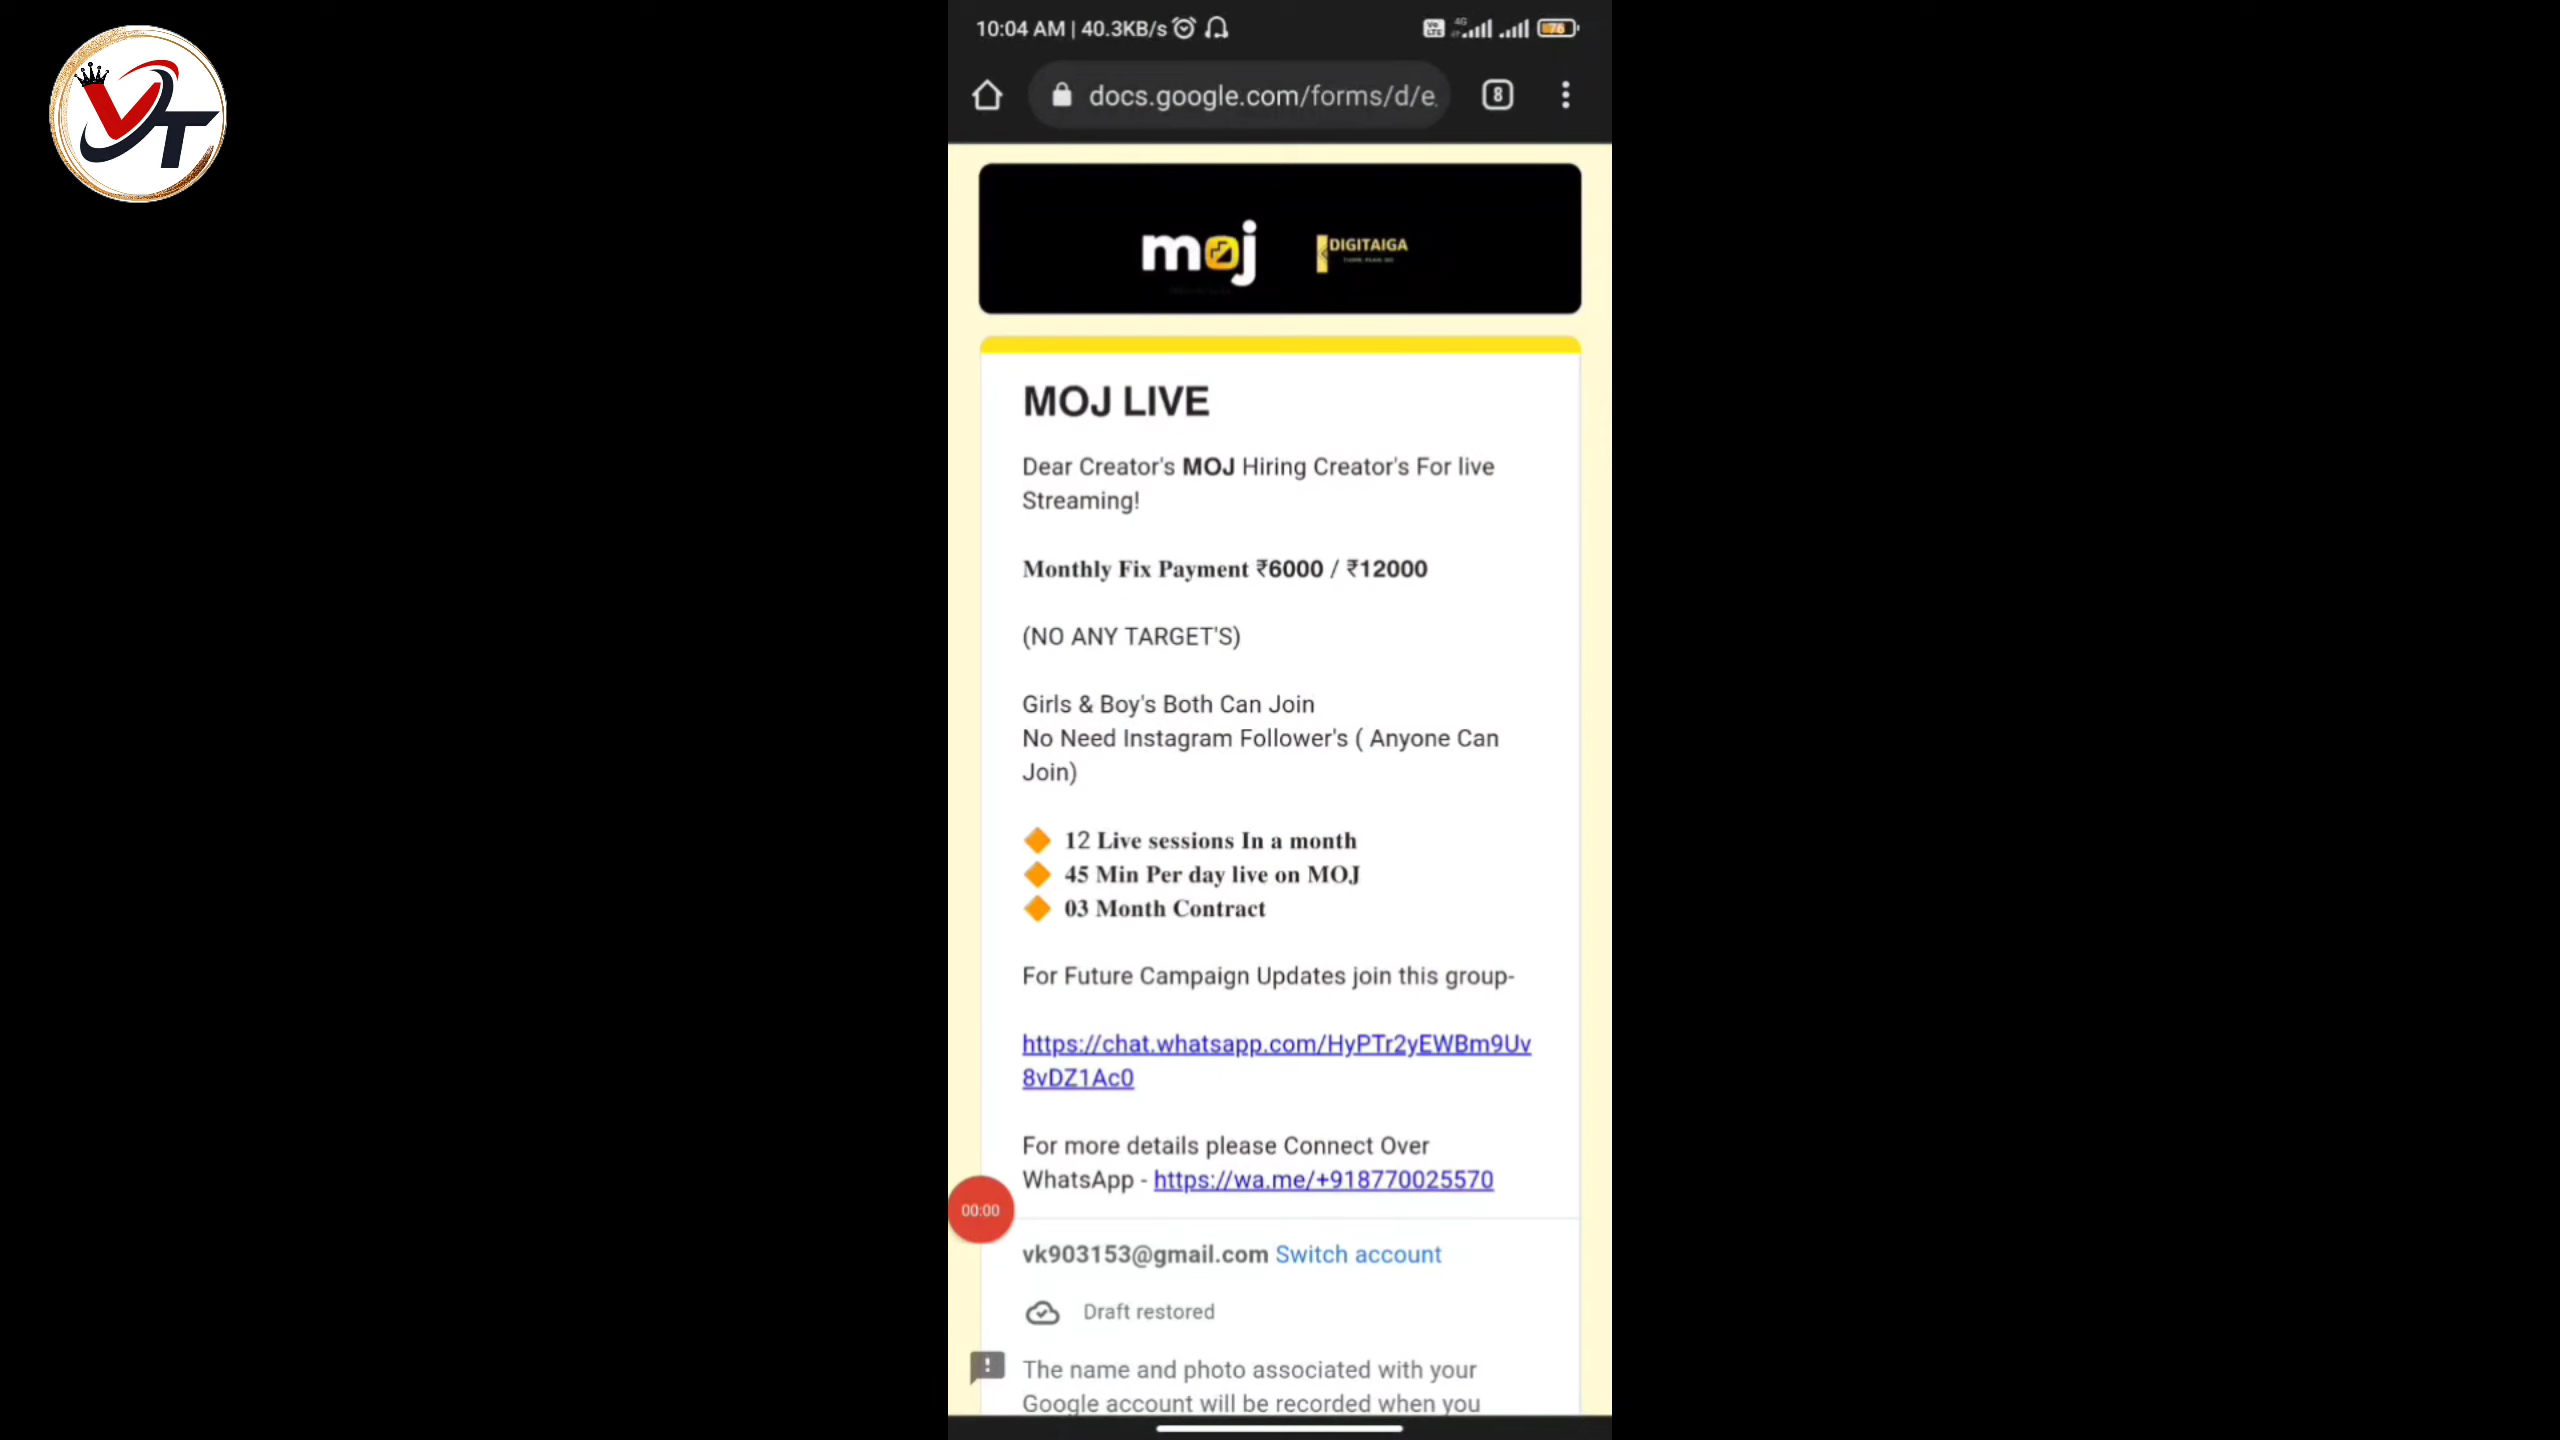 VT
10:04 AM | 40.3KB/s
Vo LTE 4G 76
docs.google.com/forms/d/e.
8
moj
DIGITAIGA
MOJ LIVE
Dear Creator's MOJ Hiring Creator's For live
Streaming!
Monthly Fix Payment ₹6000 / ₹12000
(NO ANY TARGET'S)
Girls & Boy's Both Can Join
No Need Instagram Follower's ( Anyone Can
Join)
🔶 12 Live sessions In a month
🔶 45 Min Per day live on MOJ
🔶 03 Month Contract
For Future Campaign Updates join this group-
https://chat.whatsapp.com/HyPTr2yEWBm9Uv
8vDZ1Ac0
For more details please Connect Over
WhatsApp - https://wa.me/+918770025570
00:00
vk903153@gmail.com Switch account
Draft restored
The name and photo associated with your
Google account will be recorded when you